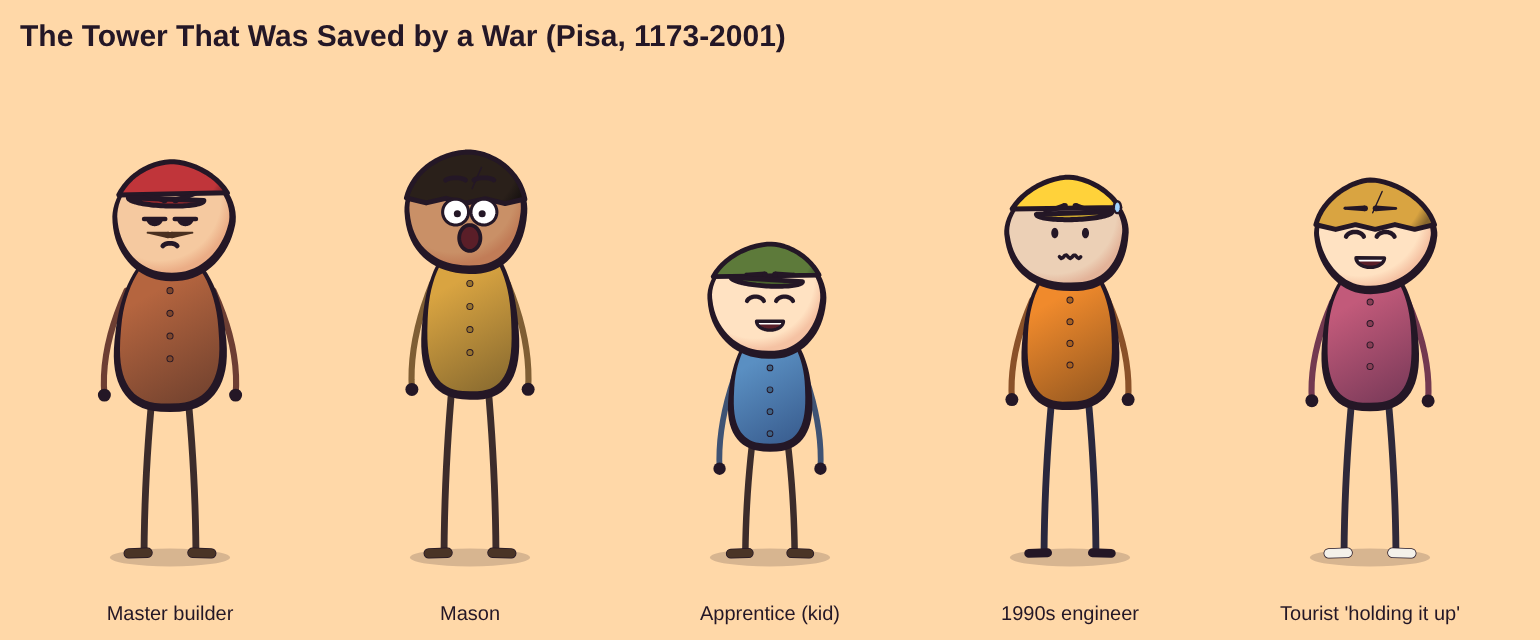 The Tower That Was Saved by a War (Pisa, 1173-2001)
Master builder
Mason
Apprentice (kid)
1990s engineer
Tourist 'holding it up'